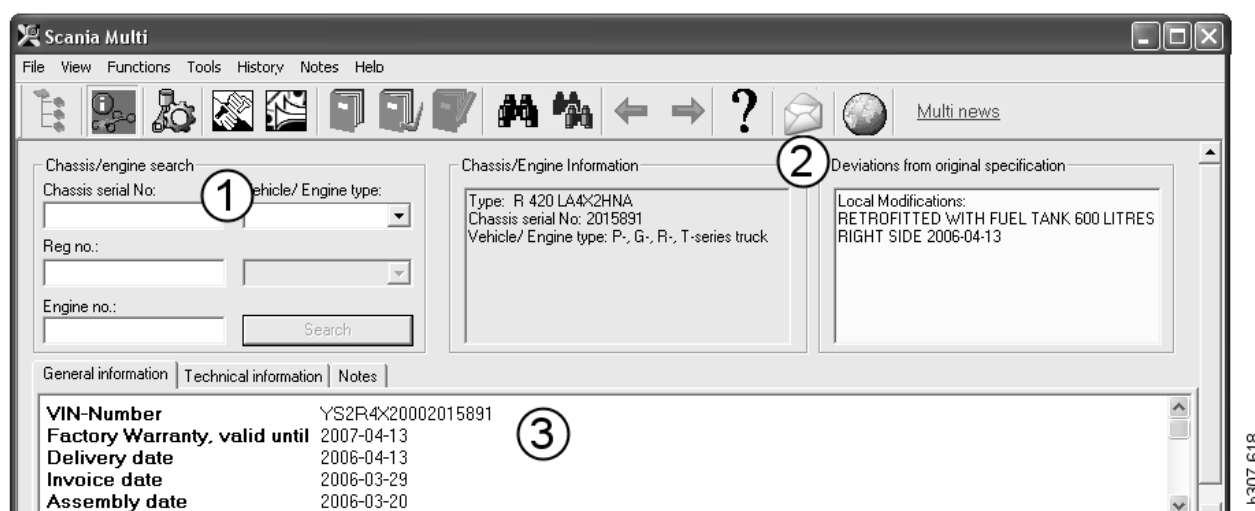 Scania Multi
File View Functions Tools History Notes Help
? Multi news
Chassis/engine search
Chassis serial No:
1
ehicle/ Engine type:
Reg no.:
Engine no.:
Search
Chassis/Engine Information
Type: R 420 LA4X2HNA
Chassis serial No: 2015891
Vehicle/ Engine type: P-, G-, R-, T-series truck
2
Deviations from original specification
Local Modifications:
RETROFITTED WITH FUEL TANK 600 LITRES
RIGHT SIDE 2006-04-13
General information Technical information Notes
VIN-Number YS2R4X20002015891
Factory Warranty, valid until 2007-04-13
Delivery date 2006-04-13
Invoice date 2006-03-29
Assembly date 2006-03-20
3